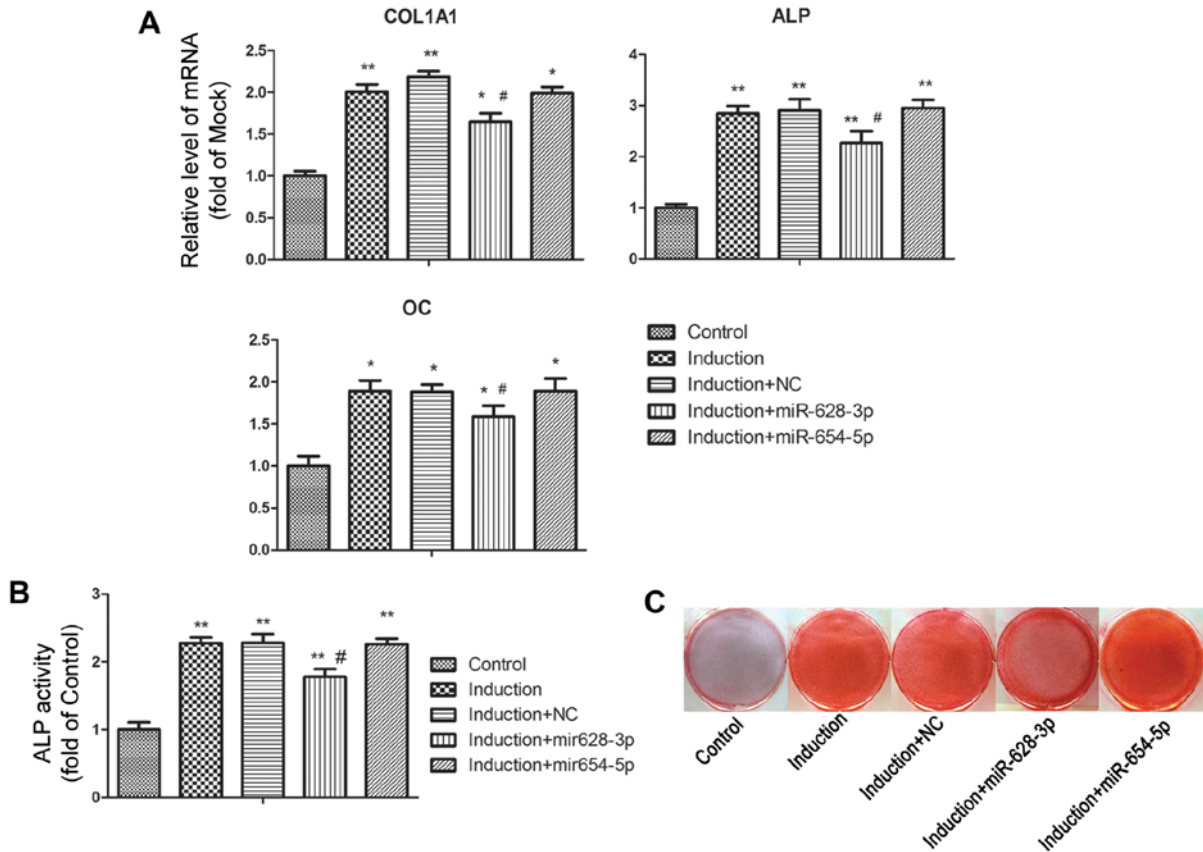 A
COL1A1
Relative level of mRNA
(fold of Mock)
2.5
2.0
1.5
1.0
0.5
0.0
**
**
* #
*
ALP
4
3
2
1
0
**
**
** #
**
OC
2.5
2.0
1.5
1.0
0.5
0.0
*
*
* #
*
Control
Induction
Induction+NC
Induction+miR-628-3p
Induction+miR-654-5p
B
ALP activity
(fold of Control)
3
2
1
0
**
**
** #
**
Control
Induction
Induction+NC
Induction+mir628-3p
Induction+mir654-5p
C
Control
Induction
Induction+NC
Induction+miR-628-3p
Induction+miR-654-5p